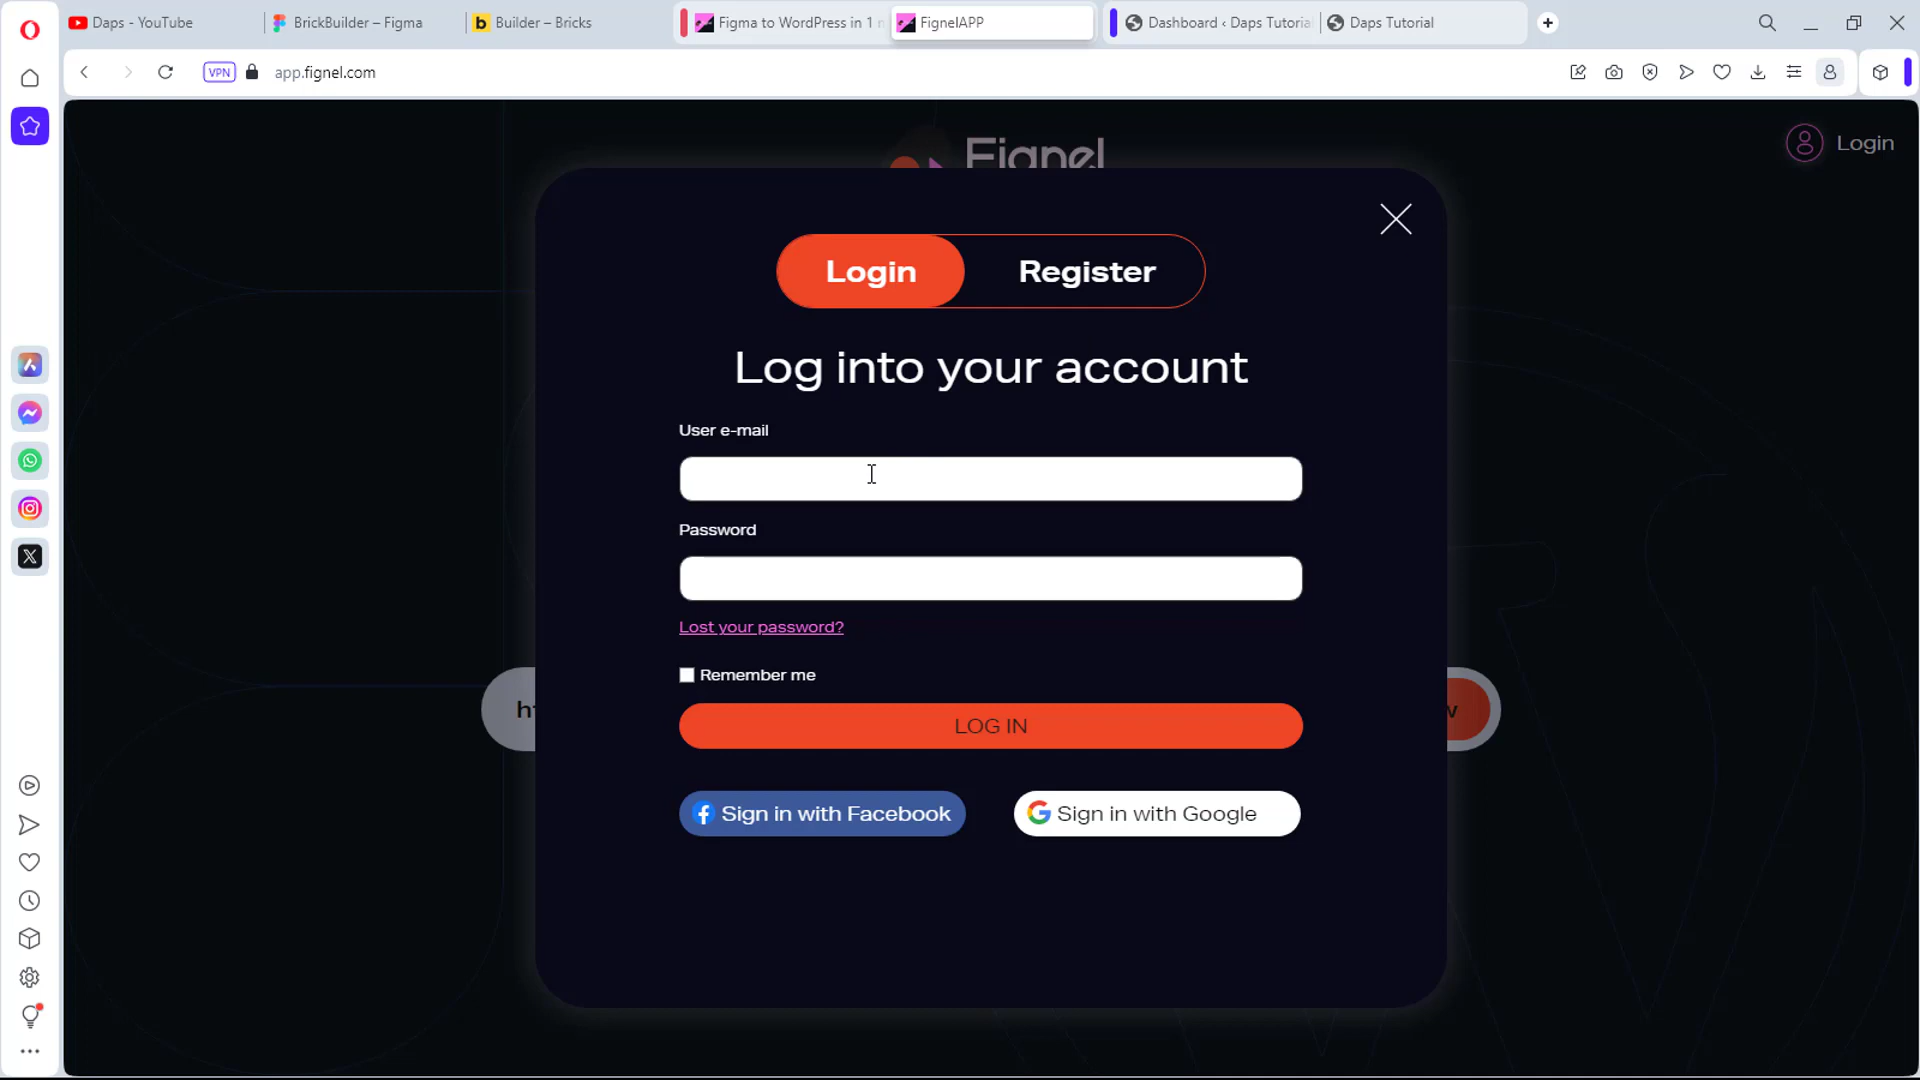 Daps - YouTube
BrickBuilder – Figma
Builder – Bricks
Figma to WordPress in 1
FignelAPP
Dashboard ‹ Daps Tutoria
Daps Tutorial
VPN
app.fignel.com
Fignel
Login
Login
Register
Log into your account
User e-mail
Password
Lost your password?
Remember me
LOG IN
Sign in with Facebook
Sign in with Google